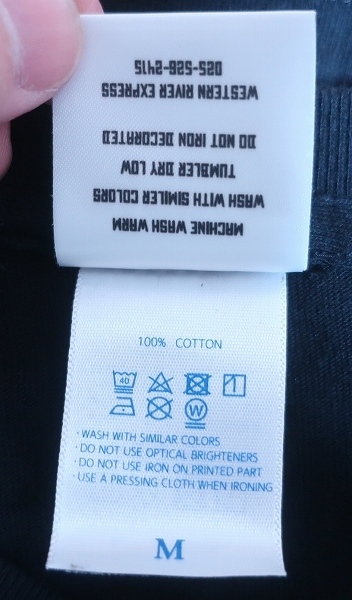 MACHINE WASH WARM
WASH WITH SIMILER COLORS
TUMBLER DRY LOW
DO NOT IRON DECORATED
WESTERN RIVER EXPRESS
025-526-2415
100% COTTON
40
W
· WASH WITH SIMILAR COLORS
· DO NOT USE OPTICAL BRIGHTENERS
· DO NOT USE IRON ON PRINTED PART
· USE A PRESSING CLOTH WHEN IRONING
M